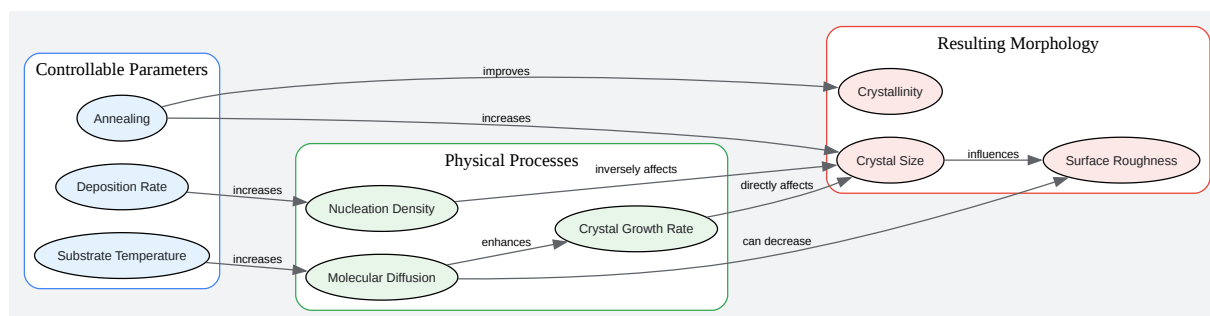 Resulting Morphology
Controllable Parameters
improves
Crystallinity
Annealing
increases
Physical Processes
Crystal Size
influences
Surface Roughness
inversely affects
Deposition Rate
increases
directly affects
Nucleation Density
Crystal Growth Rate
enhances
can decrease
Substrate Temperature
increases
Molecular Diffusion